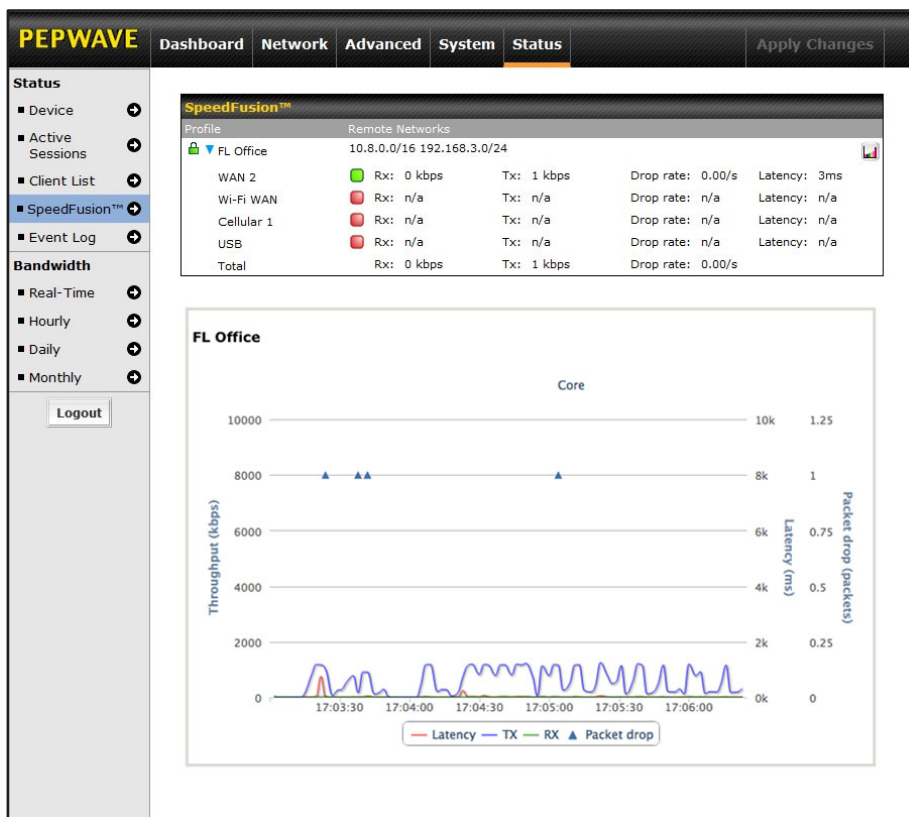 PEPWAVE
Dashboard Network Advanced System Status Apply Changes
Status
Device
Active
Sessions
Client List
SpeedFusion™
Event Log
Bandwidth
Real-Time
Hourly
Daily
Monthly
Logout
SpeedFusion™
Profile Remote Networks
FL Office 10.8.0.0/16 192.168.3.0/24
WAN 2 Rx: 0 kbps Tx: 1 kbps Drop rate: 0.00/s Latency: 3ms
Wi-Fi WAN Rx: n/a Tx: n/a Drop rate: n/a Latency: n/a
Cellular 1 Rx: n/a Tx: n/a Drop rate: n/a Latency: n/a
USB Rx: n/a Tx: n/a Drop rate: n/a Latency: n/a
Total Rx: 0 kbps Tx: 1 kbps Drop rate: 0.00/s
FL Office
Core
10000 10k 1.25
8000 8k 1
6000 6k 0.75
4000 4k 0.5
2000 2k 0.25
0 0k 0
Throughput (kbps)
Latency (ms)
Packet drop (packets)
17:03:30 17:04:00 17:04:30 17:05:00 17:05:30 17:06:00
Latency TX RX Packet drop